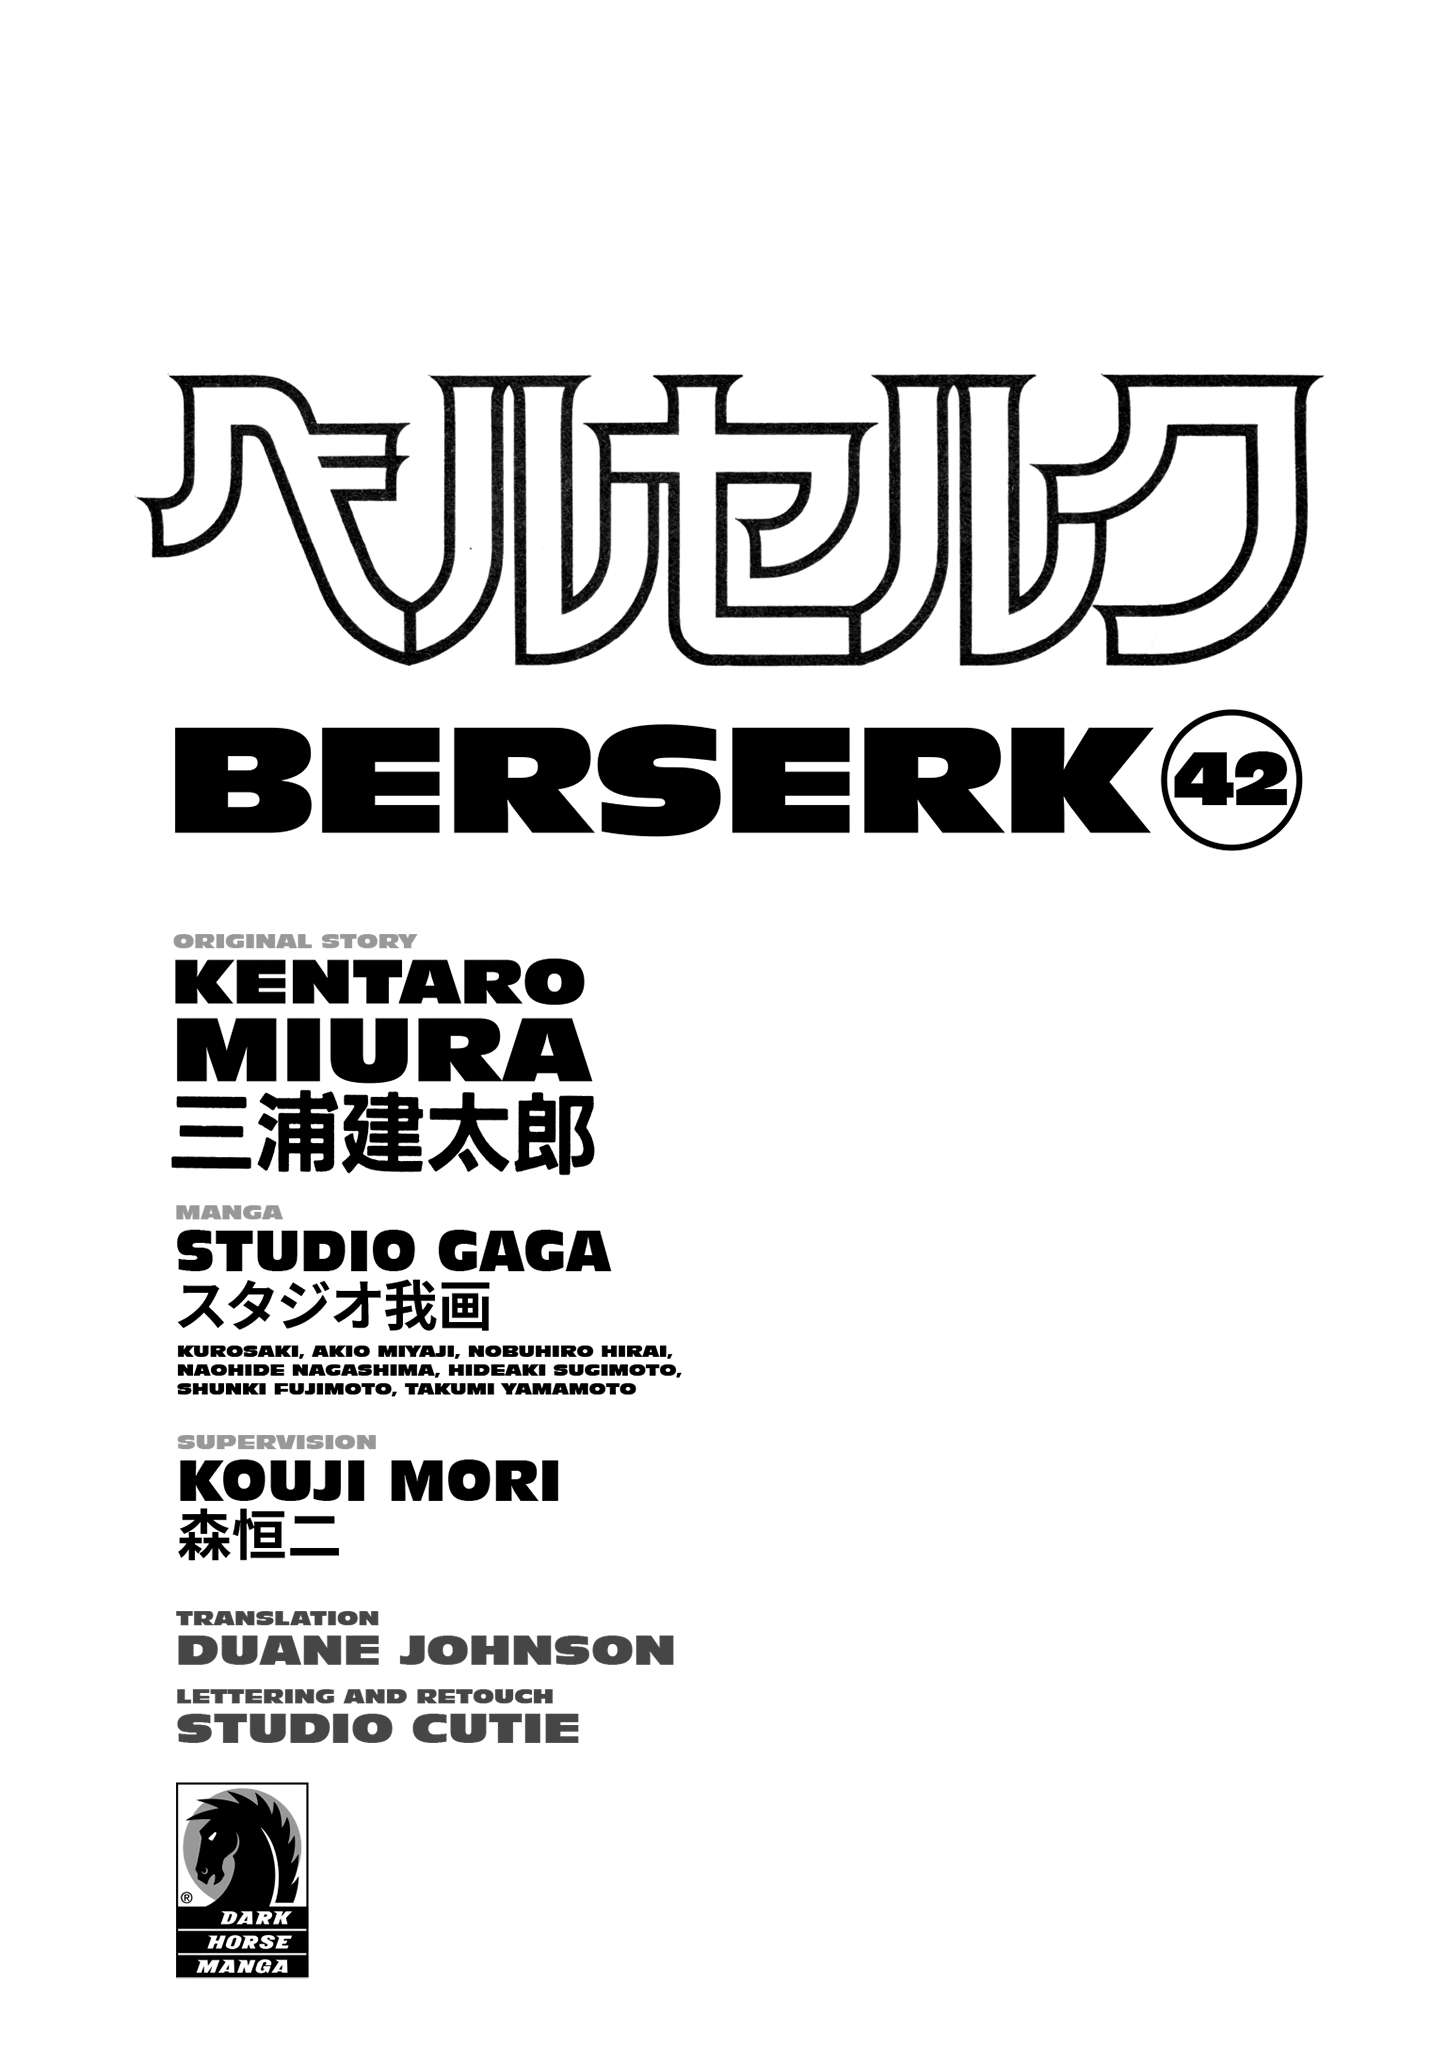 ベルセルク
BERSERK 42
ORIGINAL STORY
KENTARO
MIURA
三浦建太郎
MANGA
STUDIO GAGA
スタジオ我画
KUROSAKI, AKIO MIYAJI, NOBUHIRO HIRAI,
NAOHIDE NAGASHIMA, HIDEAKI SUGIMOTO,
SHUNKI FUJIMOTO, TAKUMI YAMAMOTO
SUPERVISION
KOUJI MORI
森恒二
TRANSLATION
DUANE JOHNSON
LETTERING AND RETOUCH
STUDIO CUTIE
®
DARK
HORSE
MANGA